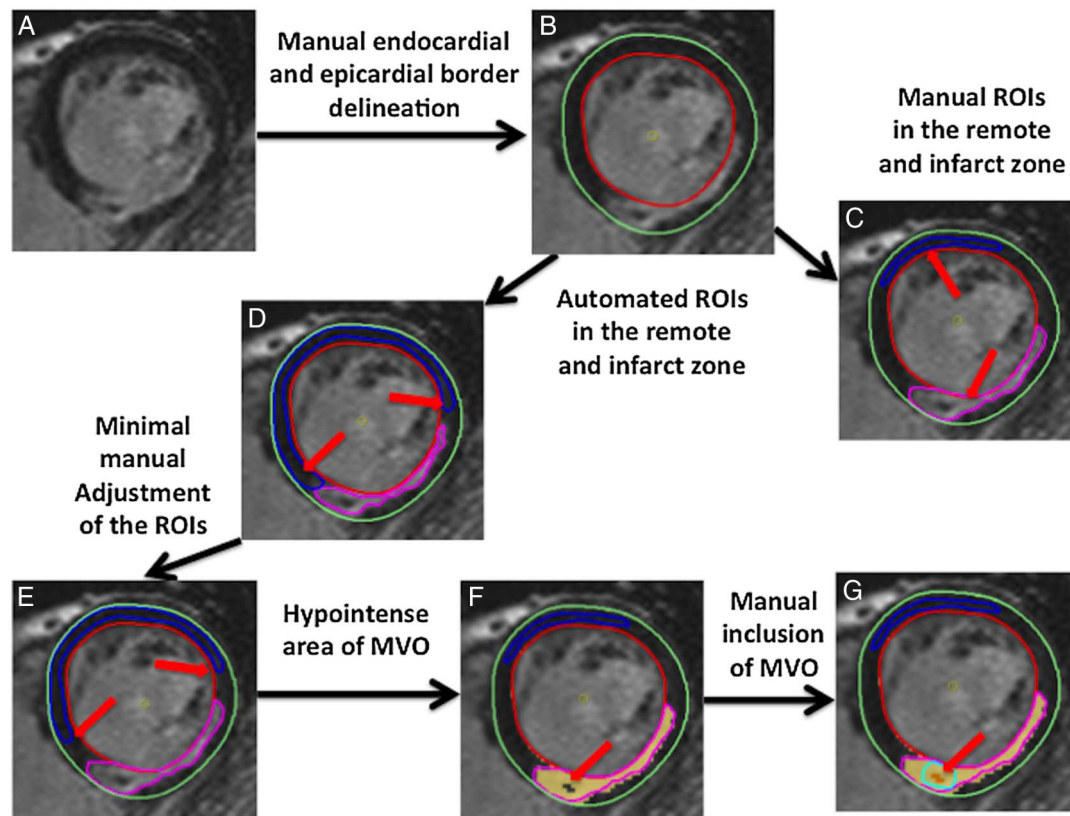 A
Manual endocardial
and epicardial border
delineation
B
Manual ROIs
in the remote
and infarct zone
C
Automated ROIs
in the remote
and infarct zone
D
Minimal
manual
Adjustment
of the ROIs
E
Hypointense
area of MVO
F
Manual
inclusion
of MVO
G